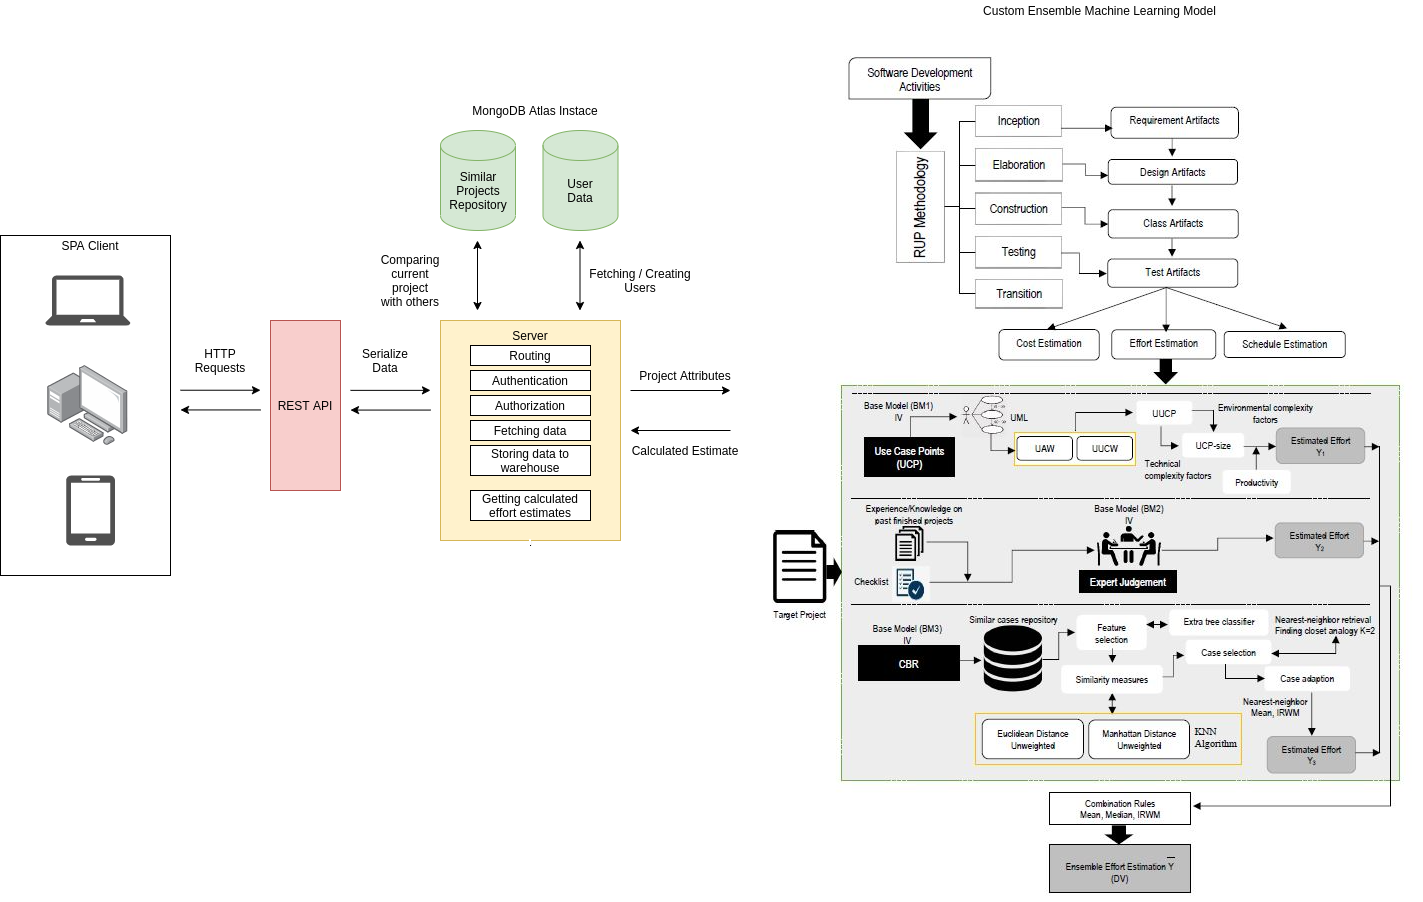 Custom Ensemble Machine Learning Model
MongoDB Atlas Instace
Similar
Projects
Repository
User
Data
SPA Client
Comparing
current
project
with others
Fetching / Creating
Users
HTTP
Requests
REST API
Serialize
Data
Server
Routing
Authentication
Authorization
Fetching data
Storing data to
warehouse
Getting calculated
effort estimates
Project Attributes
Calculated Estimate
Software Development
Activities
RUP Methodology
Inception
Elaboration
Construction
Testing
Transition
Requirement Artifacts
Design Artifacts
Class Artifacts
Test Artifacts
Cost Estimation
Effort Estimation
Schedule Estimation
Target Project
Base Model (BM1)
IV
Use Case Points
(UCP)
UML
UAW
UUCW
UUCP
Environmental complexity
factors
UCP-size
Technical
complexity factors
Productivity
Estimated Effort
Y1
Experience/Knowledge on
past finished projects
Checklist
Base Model (BM2)
IV
Expert Judgement
Estimated Effort
Y2
Base Model (BM3)
IV
CBR
Similar cases repository
Feature
selection
Extra tree classifier
Nearest-neighbor retrieval
Finding closet analogy K=2
Similarity measures
Case selection
Case adaption
Nearest-neighbor
Mean, IRWM
Euclidean Distance
Unweighted
Manhattan Distance
Unweighted
KNN
Algorithm
Estimated Effort
Y3
Combination Rules
Mean, Median, IRWM
Ensemble Effort Estimation Y̅
(DV)